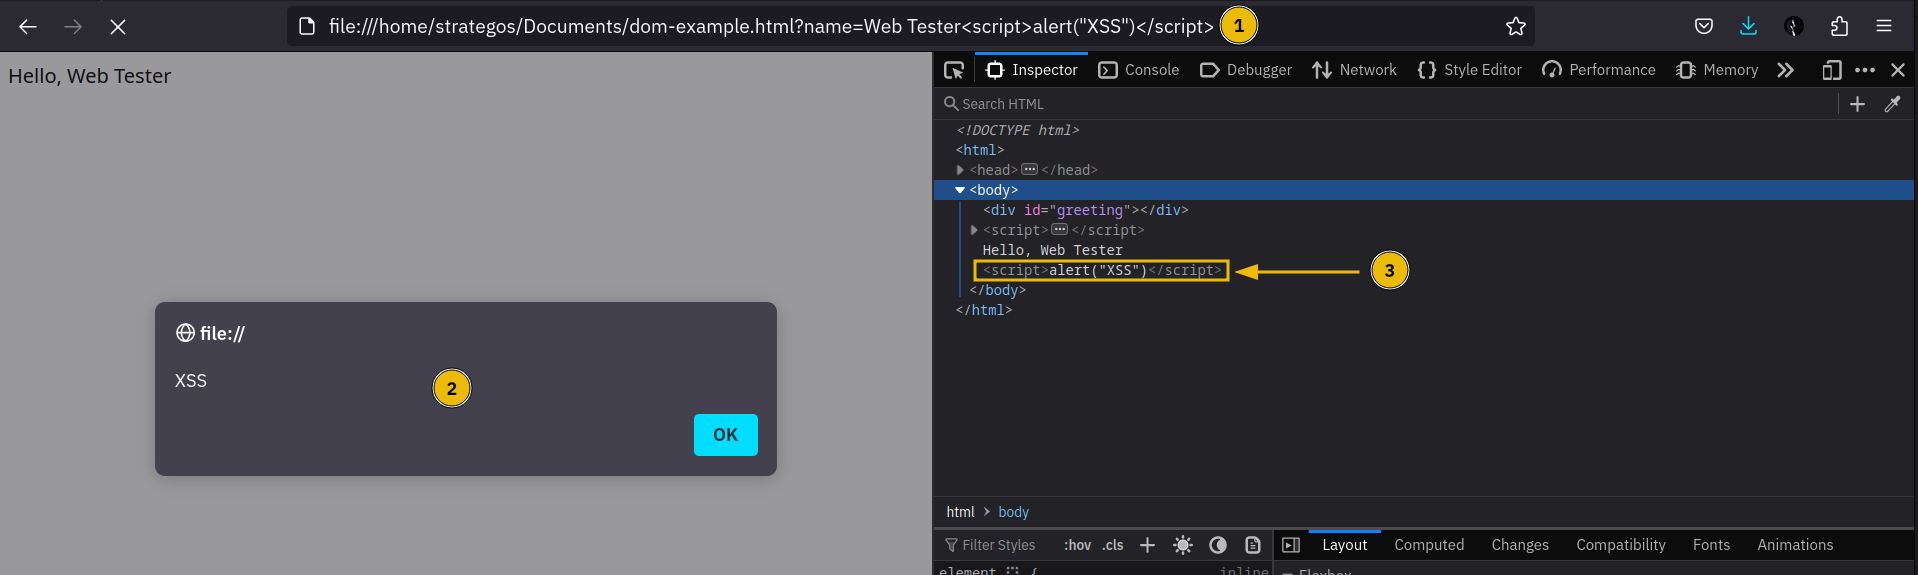 file:///home/strategos/Documents/dom-example.html?name=Web Tester<script>alert("XSS")</script>
1
Hello, Web Tester
file://
XSS
2
OK
Inspector Console Debugger Network Style Editor Performance Memory
Search HTML
<!DOCTYPE html>
<html>
<head>···</head>
<body>
<div id="greeting"></div>
<script>···</script>
Hello, Web Tester
<script>alert("XSS")</script>
3
</body>
</html>
html > body
Filter Styles :hov .cls
Layout Computed Changes Compatibility Fonts Animations
element { inline
Flexbox